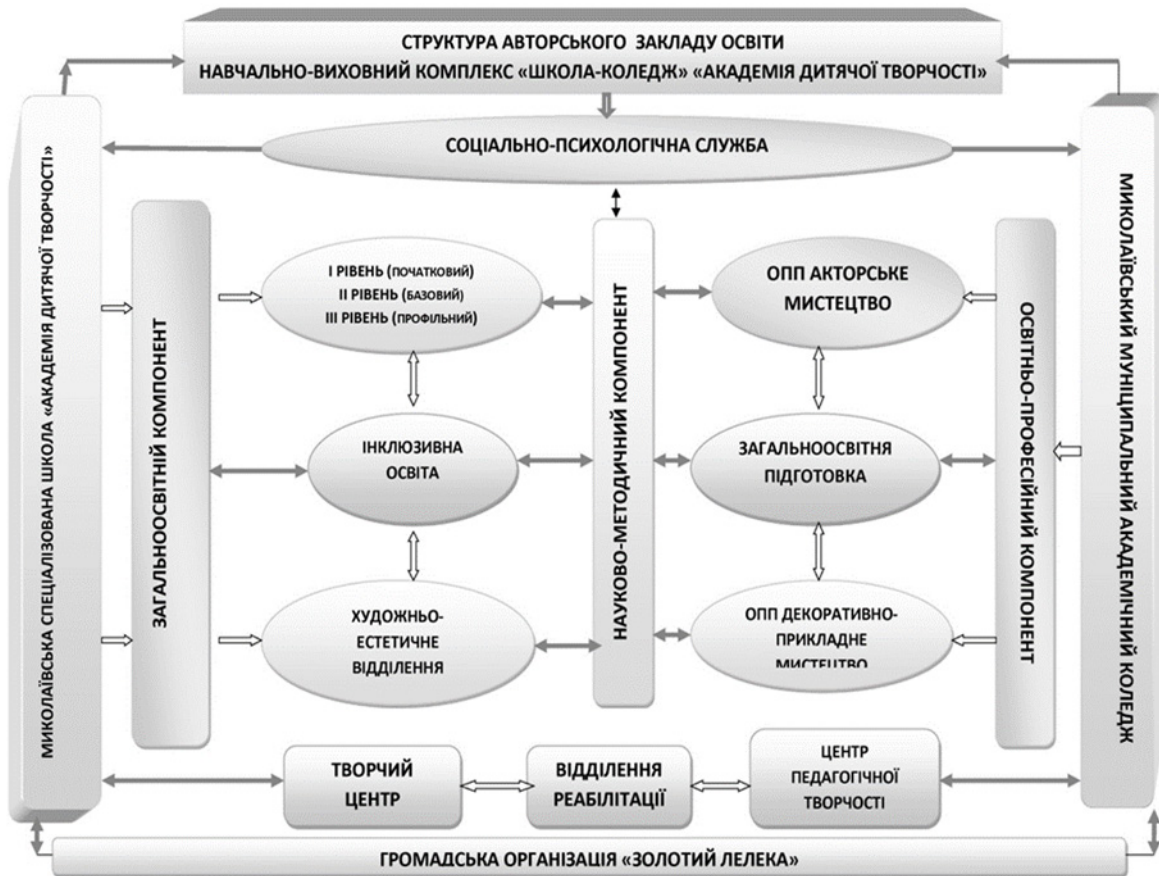 СТРУКТУРА АВТОРСЬКОГО ЗАКЛАДУ ОСВІТИ
НАВЧАЛЬНО-ВИХОВНИЙ КОМПЛЕКС «ШКОЛА-КОЛЕДЖ» «АКАДЕМІЯ ДИТЯЧОЇ ТВОРЧОСТІ»
СОЦІАЛЬНО-ПСИХОЛОГІЧНА СЛУЖБА
МИКОЛАЇВСЬКА СПЕЦІАЛІЗОВАНА ШКОЛА «АКАДЕМІЯ ДИТЯЧОЇ ТВОРЧОСТІ»
ЗАГАЛЬНООСВІТНІЙ КОМПОНЕНТ
І РІВЕНЬ (ПОЧАТКОВИЙ)
ІІ РІВЕНЬ (БАЗОВИЙ)
ІІІ РІВЕНЬ (ПРОФІЛЬНИЙ)
ІНКЛЮЗИВНА
ОСВІТА
ХУДОЖНЬО-
ЕСТЕТИЧНЕ
ВІДДІЛЕННЯ
НАУКОВО-МЕТОДИЧНИЙ КОМПОНЕНТ
ОПП АКТОРСЬКЕ
МИСТЕЦТВО
ЗАГАЛЬНООСВІТНЯ
ПІДГОТОВКА
ОПП ДЕКОРАТИВНО-
ПРИКЛАДНЕ
МИСТЕЦТВО
ОСВІТНЬО-ПРОФЕСІЙНИЙ КОМПОНЕНТ
МИКОЛАЇВСЬКИЙ МУНІЦИПАЛЬНИЙ АКАДЕМІЧНИЙ КОЛЕДЖ
ТВОРЧИЙ
ЦЕНТР
ВІДДІЛЕННЯ
РЕАБІЛІТАЦІЇ
ЦЕНТР
ПЕДАГОГІЧНОЇ
ТВОРЧОСТІ
ГРОМАДСЬКА ОРГАНІЗАЦІЯ «ЗОЛОТИЙ ЛЕЛЕКА»